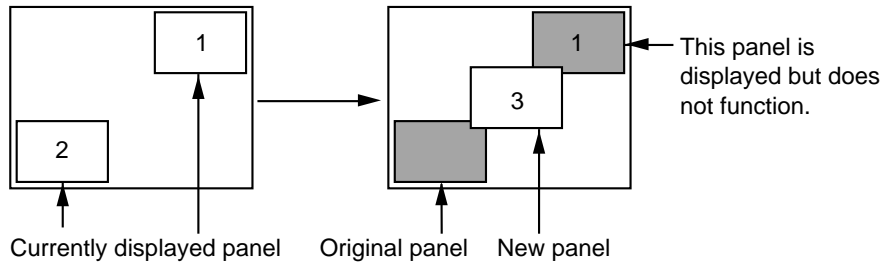 1
2
1
3
This panel is
displayed but does
not function.
Currently displayed panel
Original panel
New panel